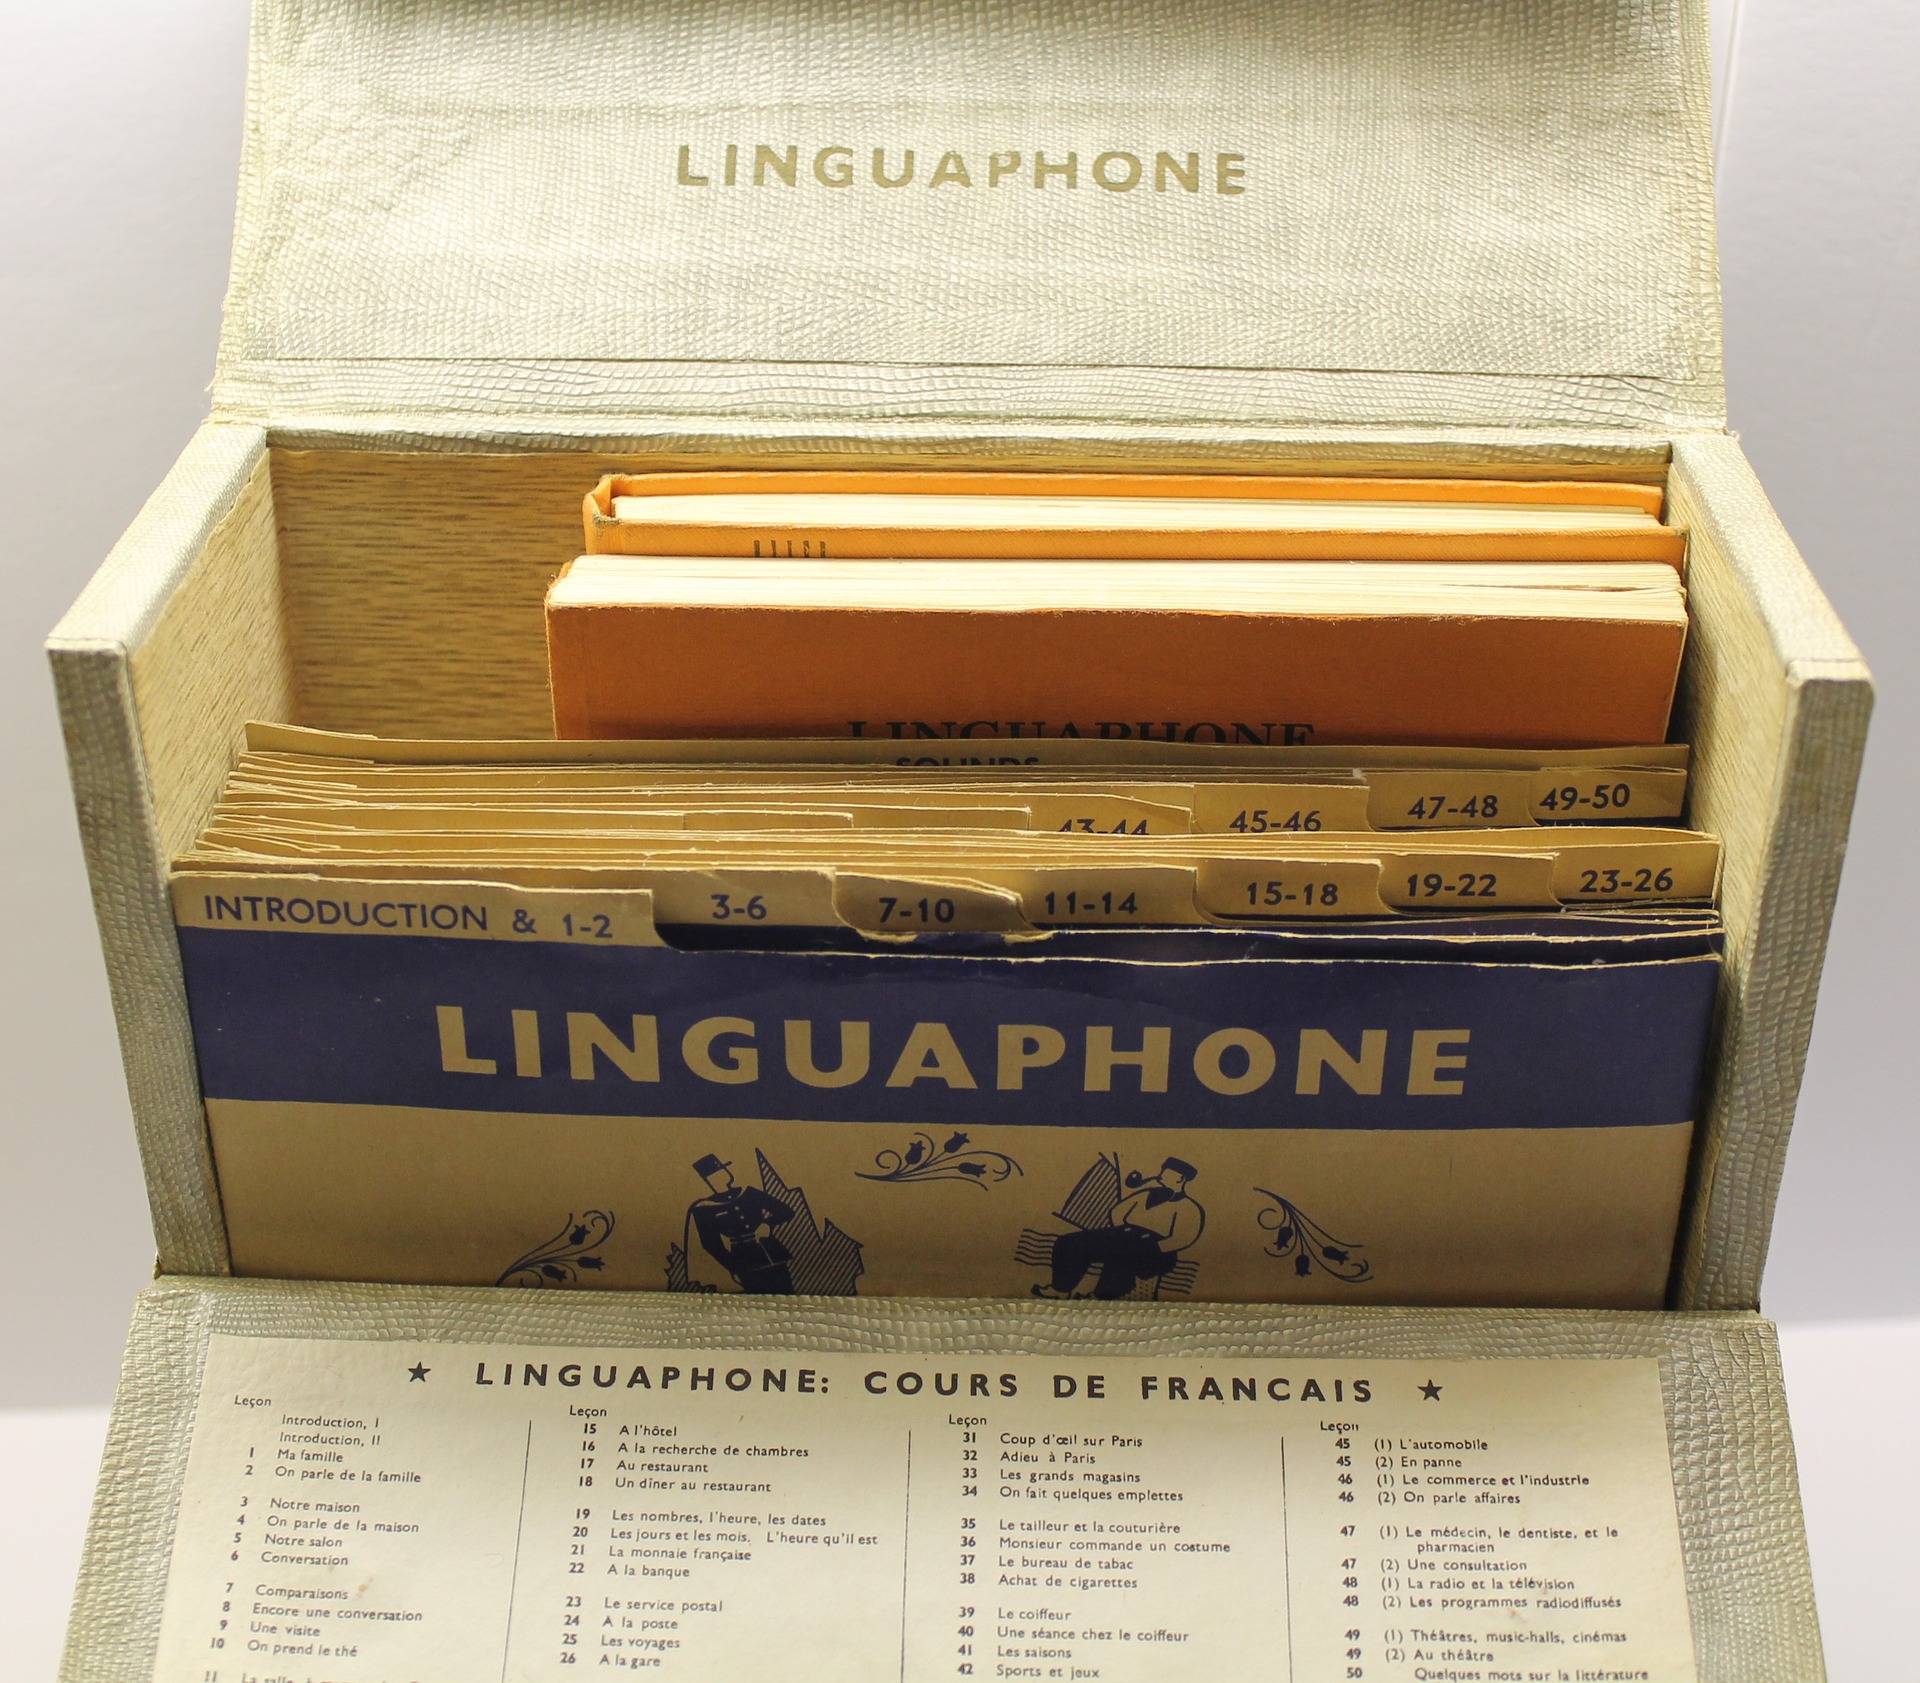 LINGUAPHONE
LINGUAPHONE
SOUNDS
43-44
45-46
47-48
49-50
INTRODUCTION & 1-2
3-6
7-10
11-14
15-18
19-22
23-26
LINGUAPHONE
★ LINGUAPHONE: COURS DE FRANCAIS ★
Leçon
Introduction, I
Introduction, II
1 Ma famille
2 On parle de la famille
3 Notre maison
4 On parle de la maison
5 Notre salon
6 Conversation
7 Comparaisons
8 Encore une conversation
9 Une visite
10 On prend le thé
11 La salle à
Leçon
15 A l'hôtel
16 A la recherche de chambres
17 Au restaurant
18 Un dîner au restaurant
19 Les nombres, l'heure, les dates
20 Les jours et les mois. L'heure qu'il est
21 La monnaie française
22 A la banque
23 Le service postal
24 A la poste
25 Les voyages
26 A la gare
Leçon
31 Coup d'œil sur Paris
32 Adieu à Paris
33 Les grands magasins
34 On fait quelques emplettes
35 Le tailleur et la couturière
36 Monsieur commande un costume
37 Le bureau de tabac
38 Achat de cigarettes
39 Le coiffeur
40 Une séance chez le coiffeur
41 Les saisons
42 Sports et jeux
Leçon
45 (1) L'automobile
45 (2) En panne
46 (1) Le commerce et l'industrie
46 (2) On parle affaires
47 (1) Le médecin, le dentiste, et le
pharmacien
47 (2) Une consultation
48 (1) La radio et la télévision
48 (2) Les programmes radiodiffusés
49 (1) Théâtres, music-halls, cinémas
49 (2) Au théâtre
50 Quelques mots sur la littérature